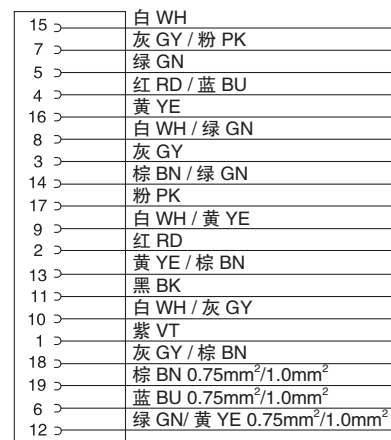 15 白 WH
7 灰 GY / 粉 PK
5 绿 GN
4 红 RD / 蓝 BU
16 黄 YE
8 白 WH / 绿 GN
3 灰 GY
14 棕 BN / 绿 GN
17 粉 PK
9 白 WH / 黄 YE
2 红 RD
13 黄 YE / 棕 BN
11 黑 BK
10 白 WH / 灰 GY
1 紫 VT
18 灰 GY / 棕 BN
19 棕 BN 0.75mm²/1.0mm²
6 蓝 BU 0.75mm²/1.0mm²
12 绿 GN/ 黄 YE 0.75mm²/1.0mm²